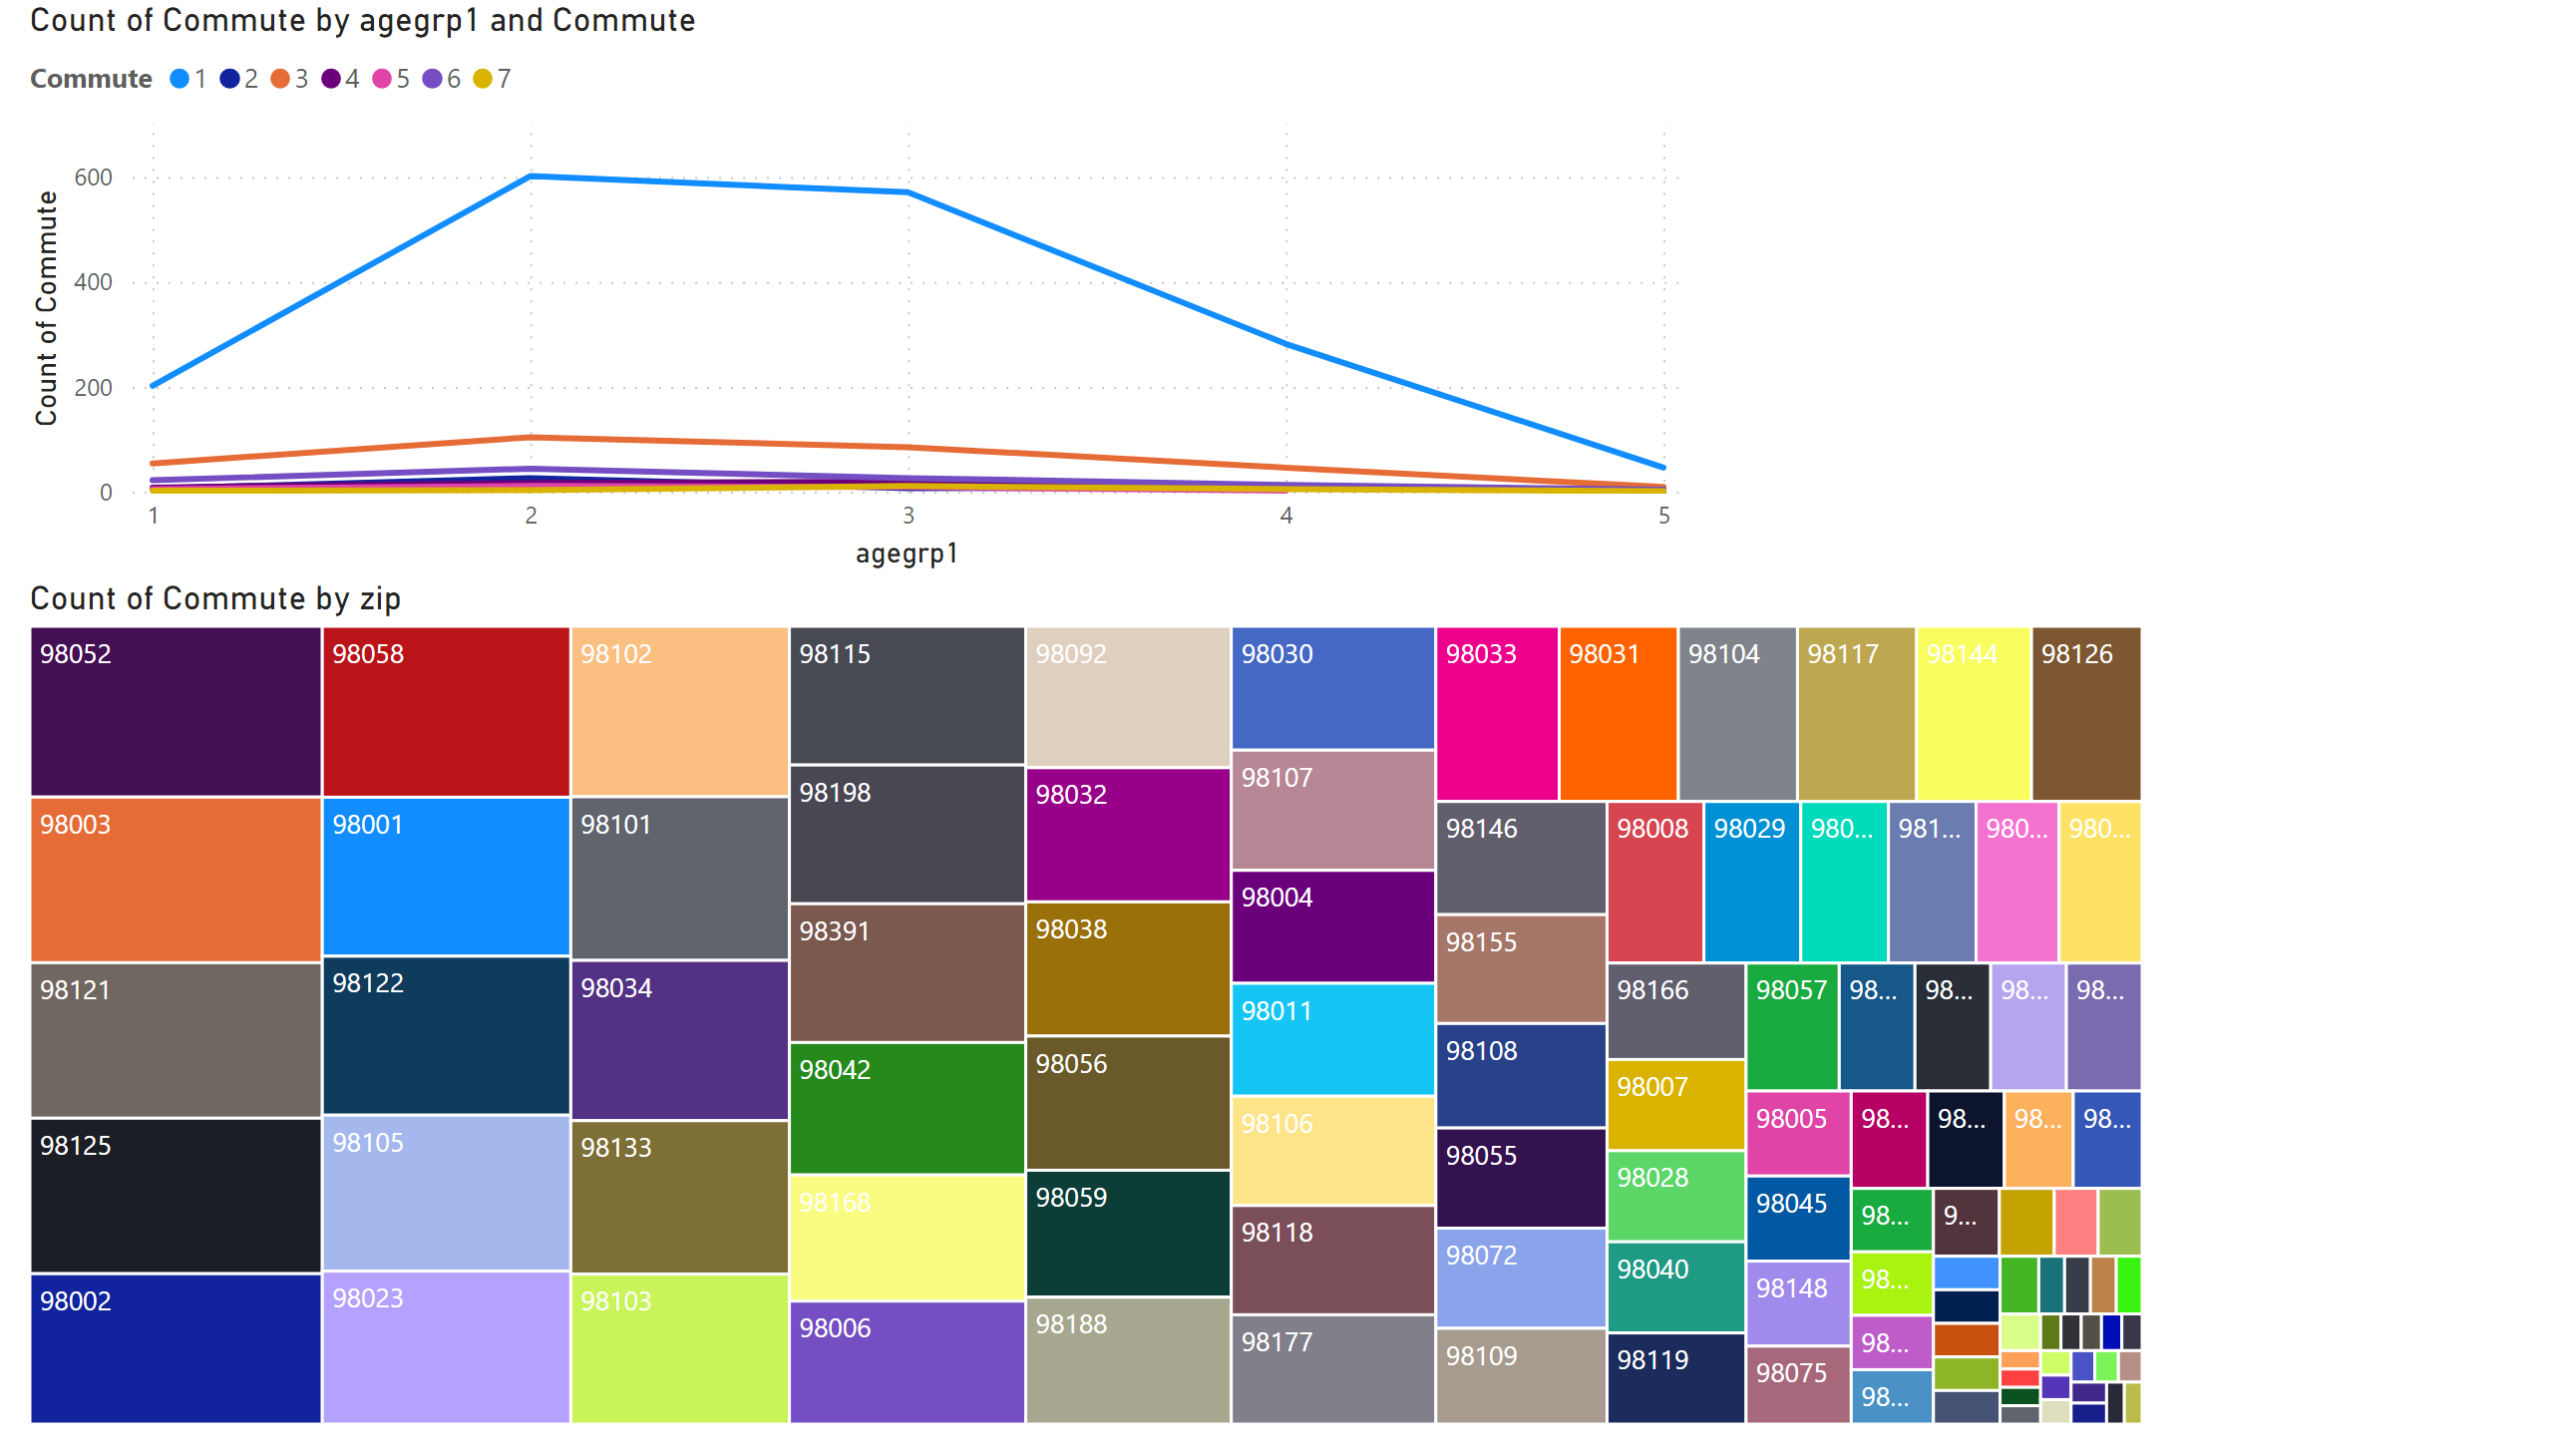 Count of Commute by agegrp1 and Commute
Commute 1 2 3 4 5 6 7
Count of Commute
600
400
200
0
1 2 3 4 5
agegrp1
Count of Commute by zip
98052 98058 98102 98115 98092 98030 98033 98031 98104 98117 98144 98126
98107
98198 98032
98003 98001 98101 98146 98008 98029 980... 981... 980... 980...
98004
98391 98038 98155
98121 98122 98034 98166 98057 98... 98... 98... 98...
98011
98042 98056 98108
98007
98125 98105 98133 98106 98005 98... 98... 98... 98...
98055
98168 98059 98028
98045 98... 9...
98118
98072 98040 98... 
98002 98023 98103 98148
98006 98188 98177 98...
98109 98119 98075
98...